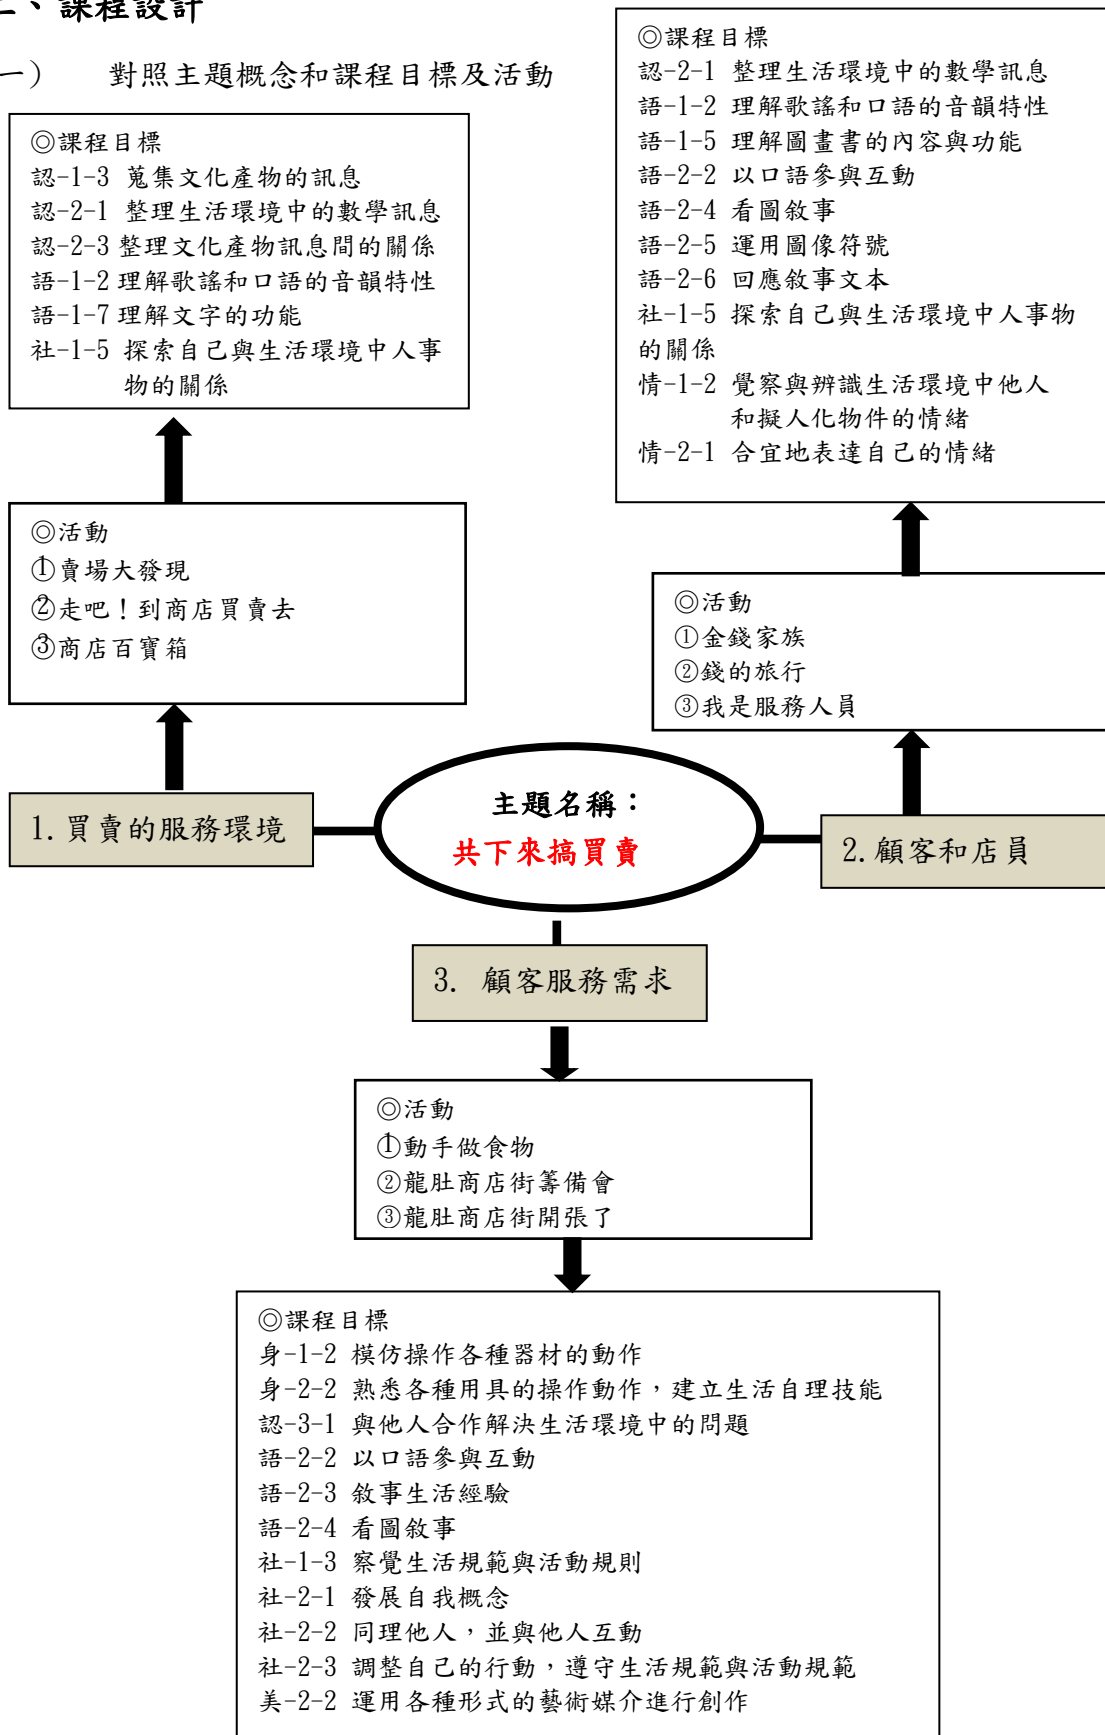 二、課程設計
一)　　對照主題概念和課程目標及活動
◎課程目標
認-1-3 蒐集文化產物的訊息
認-2-1 整理生活環境中的數學訊息
認-2-3 整理文化產物訊息間的關係
語-1-2 理解歌謠和口語的音韻特性
語-1-7 理解文字的功能
社-1-5 探索自己與生活環境中人事
物的關係
◎活動
①賣場大發現
②走吧！到商店買賣去
③商店百寶箱
1. 買賣的服務環境
◎課程目標
認-2-1 整理生活環境中的數學訊息
語-1-2 理解歌謠和口語的音韻特性
語-1-5 理解圖畫書的內容與功能
語-2-2 以口語參與互動
語-2-4 看圖敘事
語-2-5 運用圖像符號
語-2-6 回應敘事文本
社-1-5 探索自己與生活環境中人事物
的關係
情-1-2 覺察與辨識生活環境中他人
和擬人化物件的情緒
情-2-1 合宜地表達自己的情緒
◎活動
①金錢家族
②錢的旅行
③我是服務人員
2. 顧客和店員
主題名稱：
共下來搞買賣
3. 顧客服務需求
◎活動
①動手做食物
②龍肚商店街籌備會
③龍肚商店街開張了
◎課程目標
身-1-2 模仿操作各種器材的動作
身-2-2 熟悉各種用具的操作動作，建立生活自理技能
認-3-1 與他人合作解決生活環境中的問題
語-2-2 以口語參與互動
語-2-3 敘事生活經驗
語-2-4 看圖敘事
社-1-3 察覺生活規範與活動規則
社-2-1 發展自我概念
社-2-2 同理他人，並與他人互動
社-2-3 調整自己的行動，遵守生活規範與活動規範
美-2-2 運用各種形式的藝術媒介進行創作